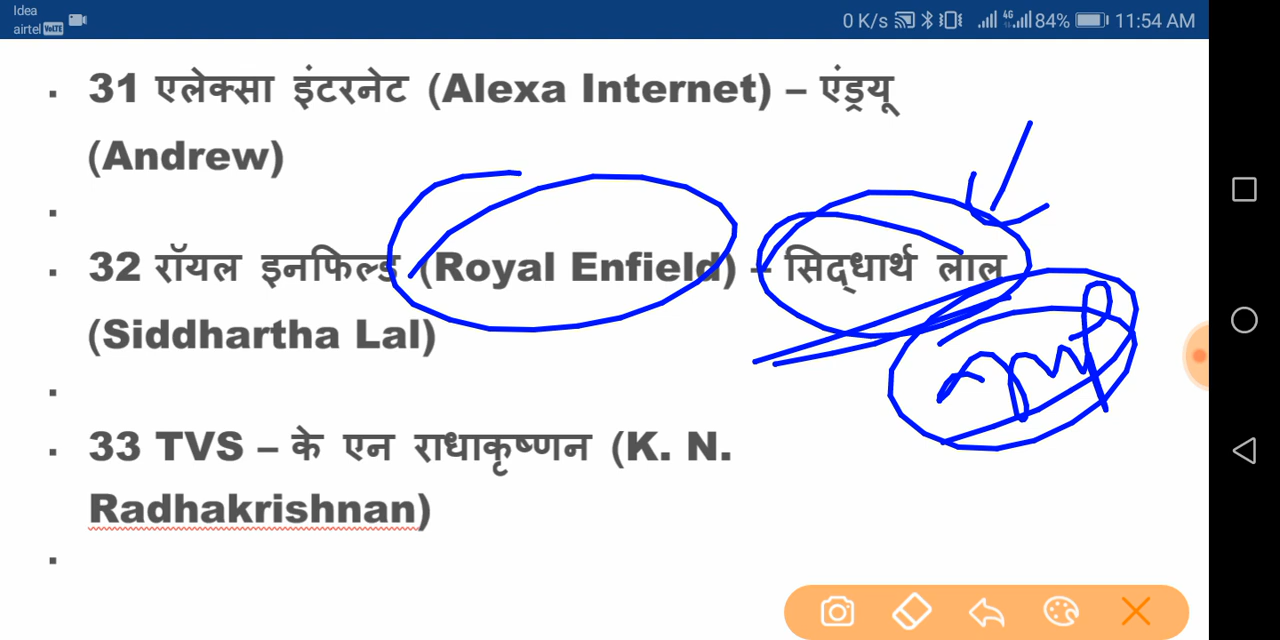 Idea
airtel VoLTE
0 K/s 4G 84% 11:54 AM
31 एलेक्सा इंटरनेट (Alexa Internet) – एंड्रयू
(Andrew)
32 रॉयल इनफिल्ड (Royal Enfield) – सिद्धार्थ लाल
(Siddhartha Lal)
33 TVS – के एन राधाकृष्णन (K. N.
Radhakrishnan)